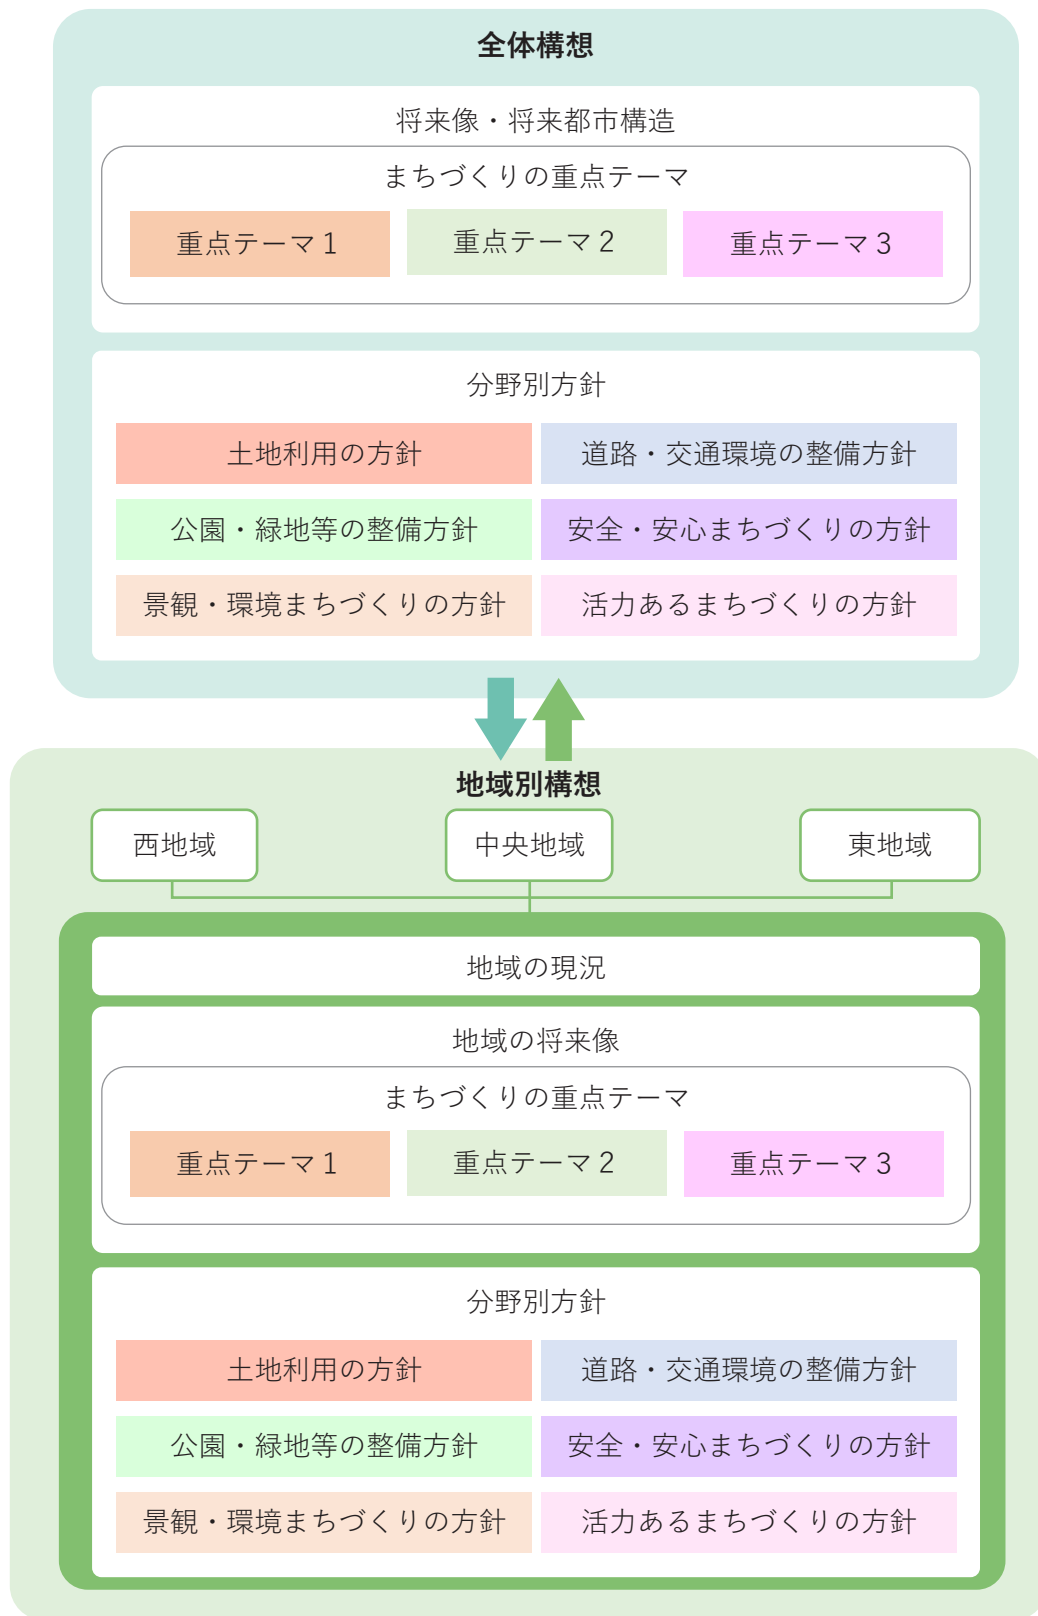 全体構想
将来像・将来都市構造
まちづくりの重点テーマ
重点テーマ1
重点テーマ2
重点テーマ3
分野別方針
土地利用の方針
道路・交通環境の整備方針
公園・緑地等の整備方針
安全・安心まちづくりの方針
景観・環境まちづくりの方針
活力あるまちづくりの方針
地域別構想
西地域
中央地域
東地域
地域の現況
地域の将来像
まちづくりの重点テーマ
重点テーマ1
重点テーマ2
重点テーマ3
分野別方針
土地利用の方針
道路・交通環境の整備方針
公園・緑地等の整備方針
安全・安心まちづくりの方針
景観・環境まちづくりの方針
活力あるまちづくりの方針